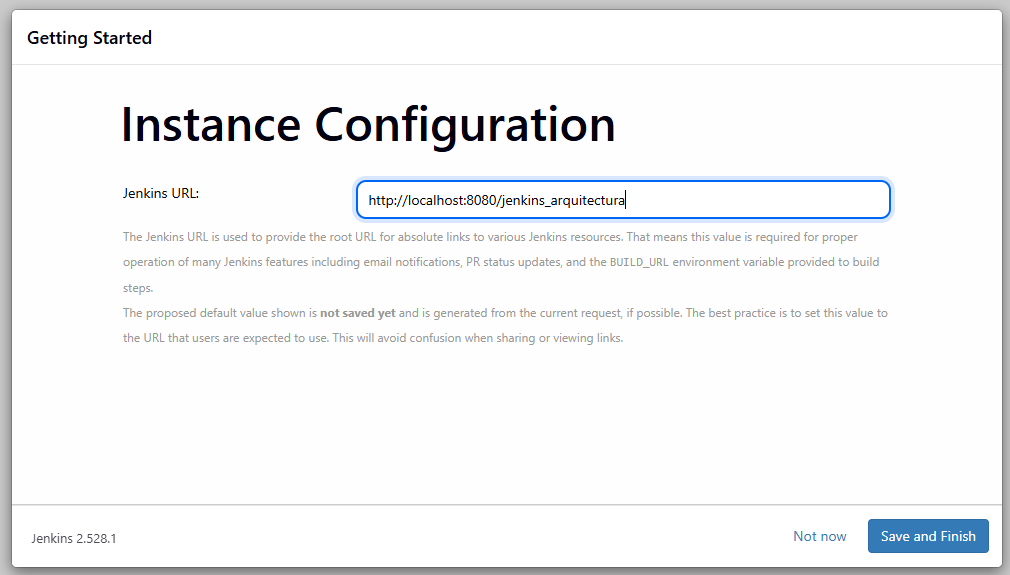 Getting Started
Instance Configuration
Jenkins URL:
http://localhost:8080/jenkins_arquitectura
The Jenkins URL is used to provide the root URL for absolute links to various Jenkins resources. That means this value is required for proper
operation of many Jenkins features including email notifications, PR status updates, and the BUILD_URL environment variable provided to build
steps.
The proposed default value shown is not saved yet and is generated from the current request, if possible. The best practice is to set this value to
the URL that users are expected to use. This will avoid confusion when sharing or viewing links.
Jenkins 2.528.1
Not now
Save and Finish